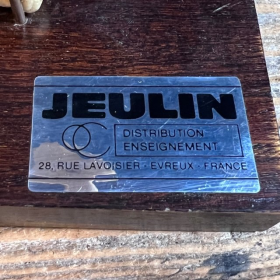 JEULIN
DISTRIBUTION
ENSEIGNEMENT
28, RUE LAVOISIER - EVREUX - FRANCE